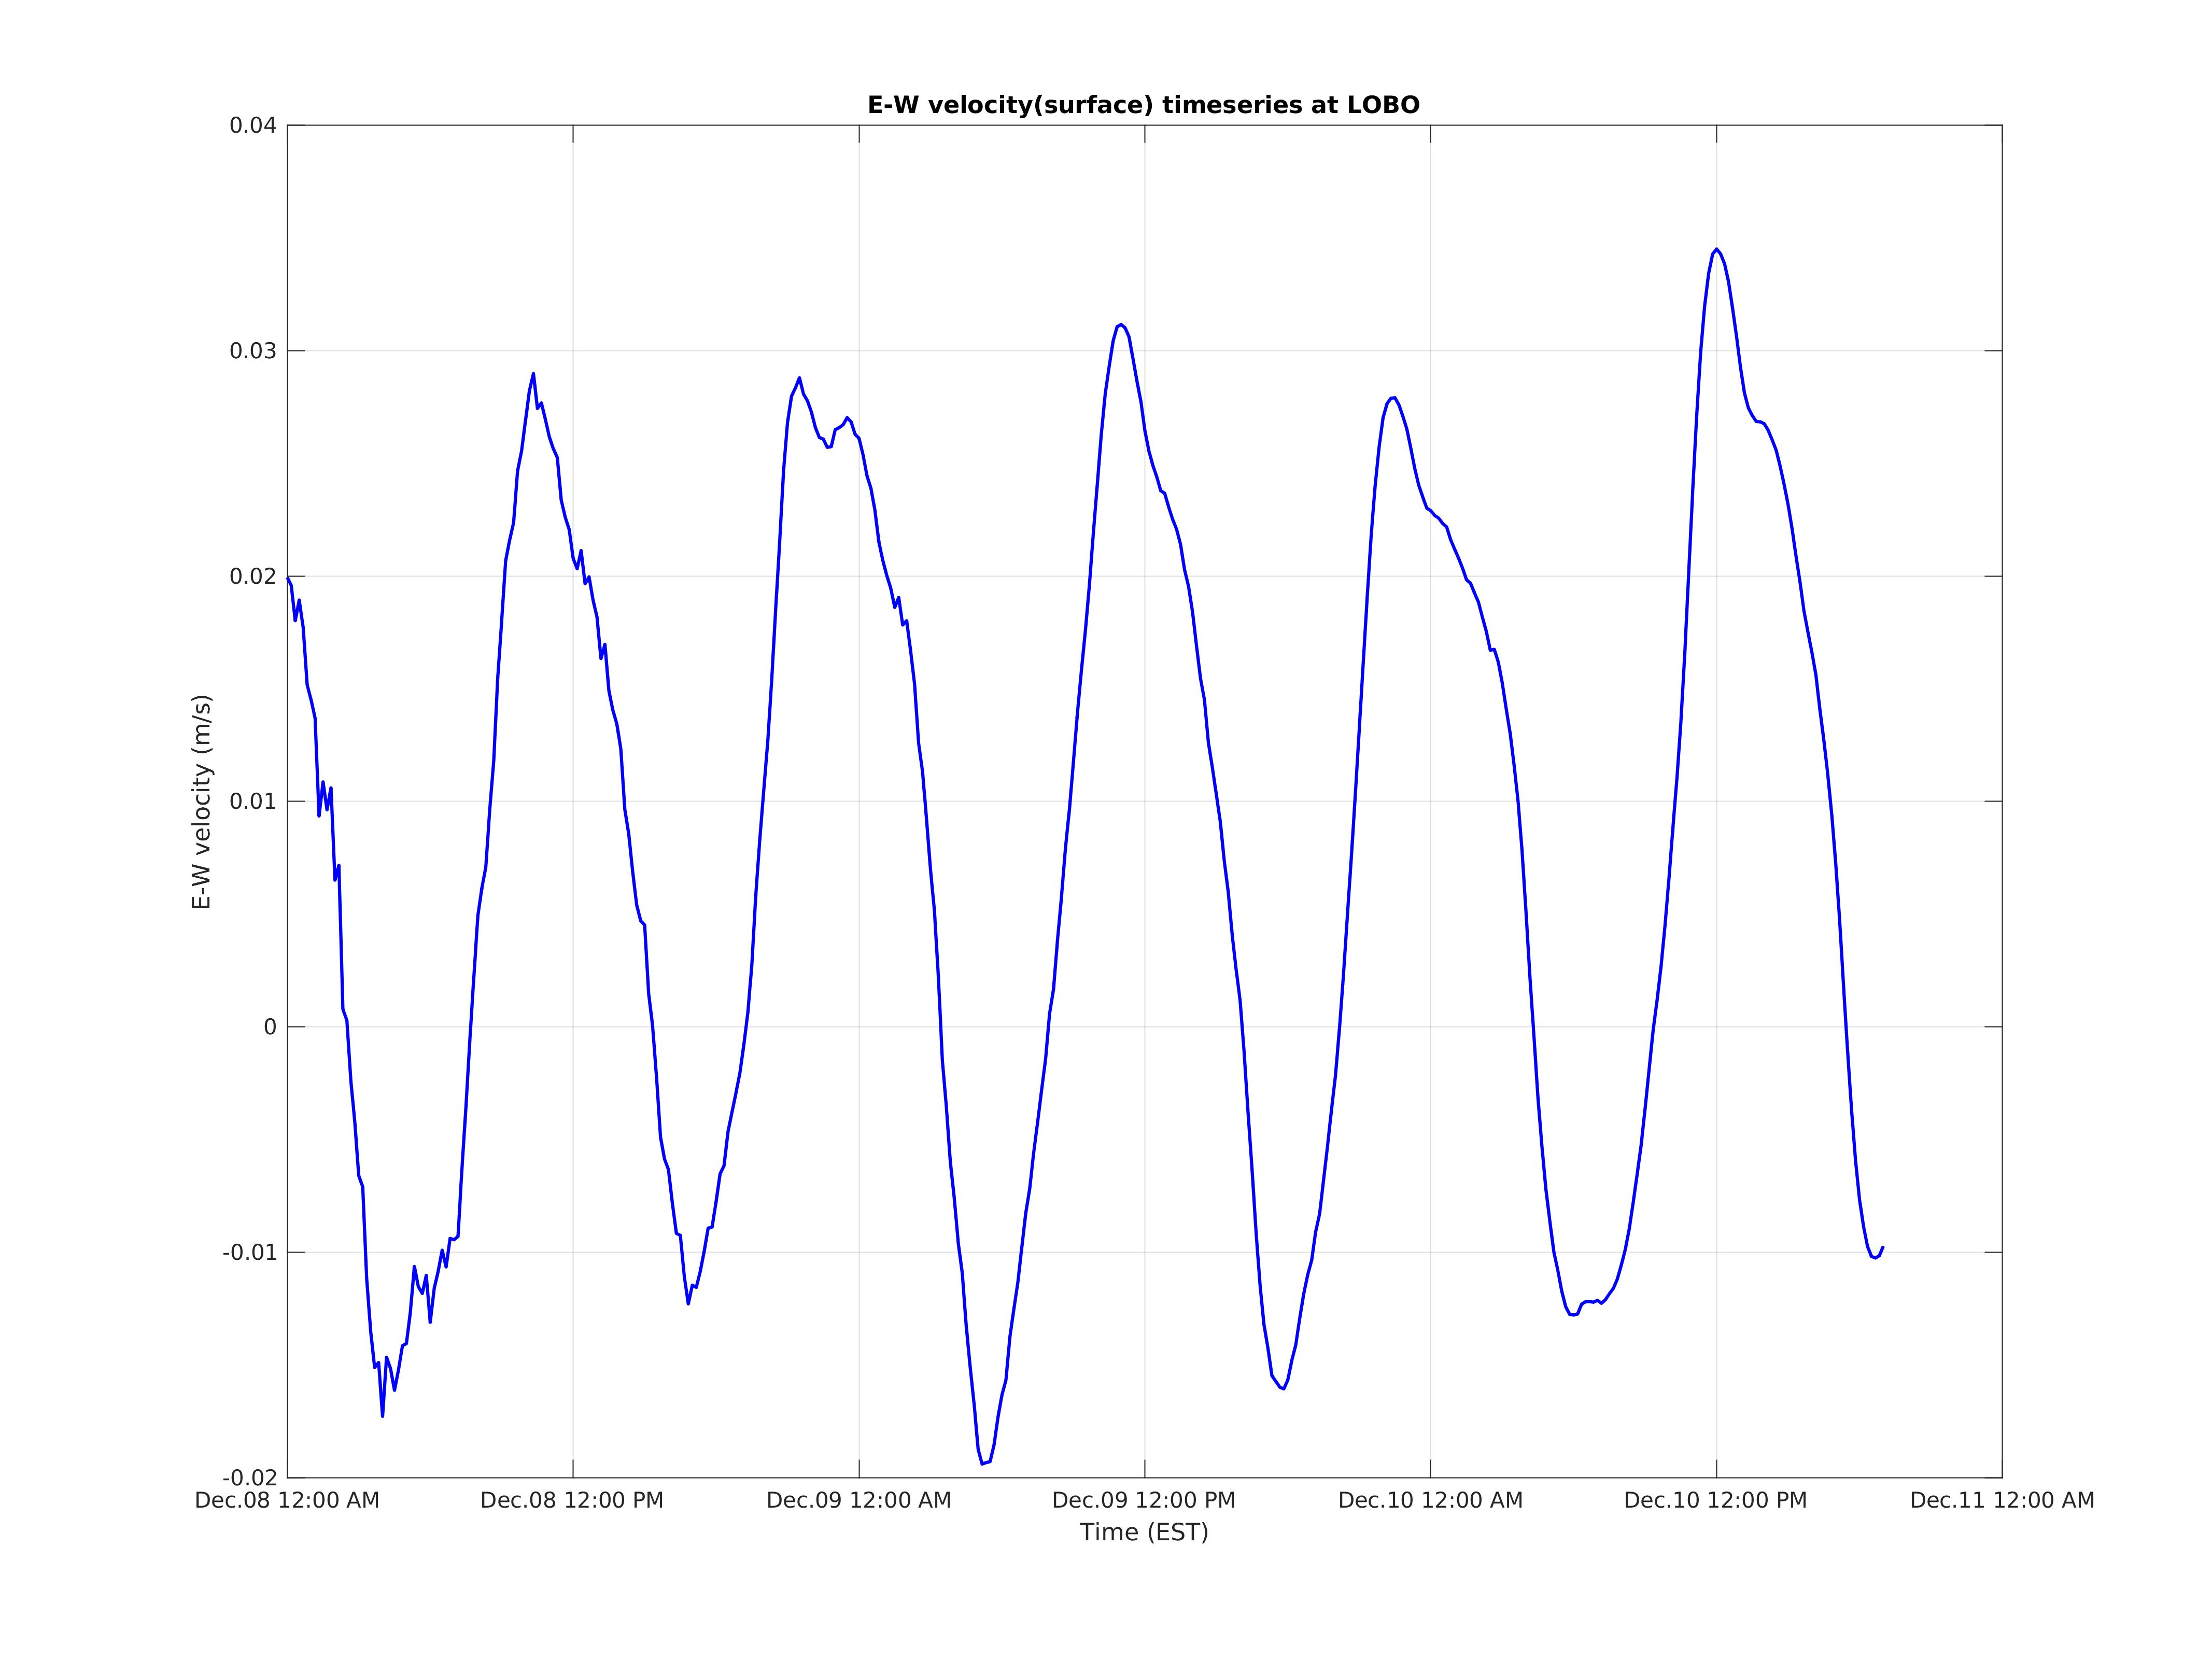 E-W velocity(surface) timeseries at LOBO
0.04
0.03
0.02
0.01
0
-0.01
-0.02
E-W velocity (m/s)
Dec.08 12:00 AM
Dec.08 12:00 PM
Dec.09 12:00 AM
Dec.09 12:00 PM
Dec.10 12:00 AM
Dec.10 12:00 PM
Dec.11 12:00 AM
Time (EST)